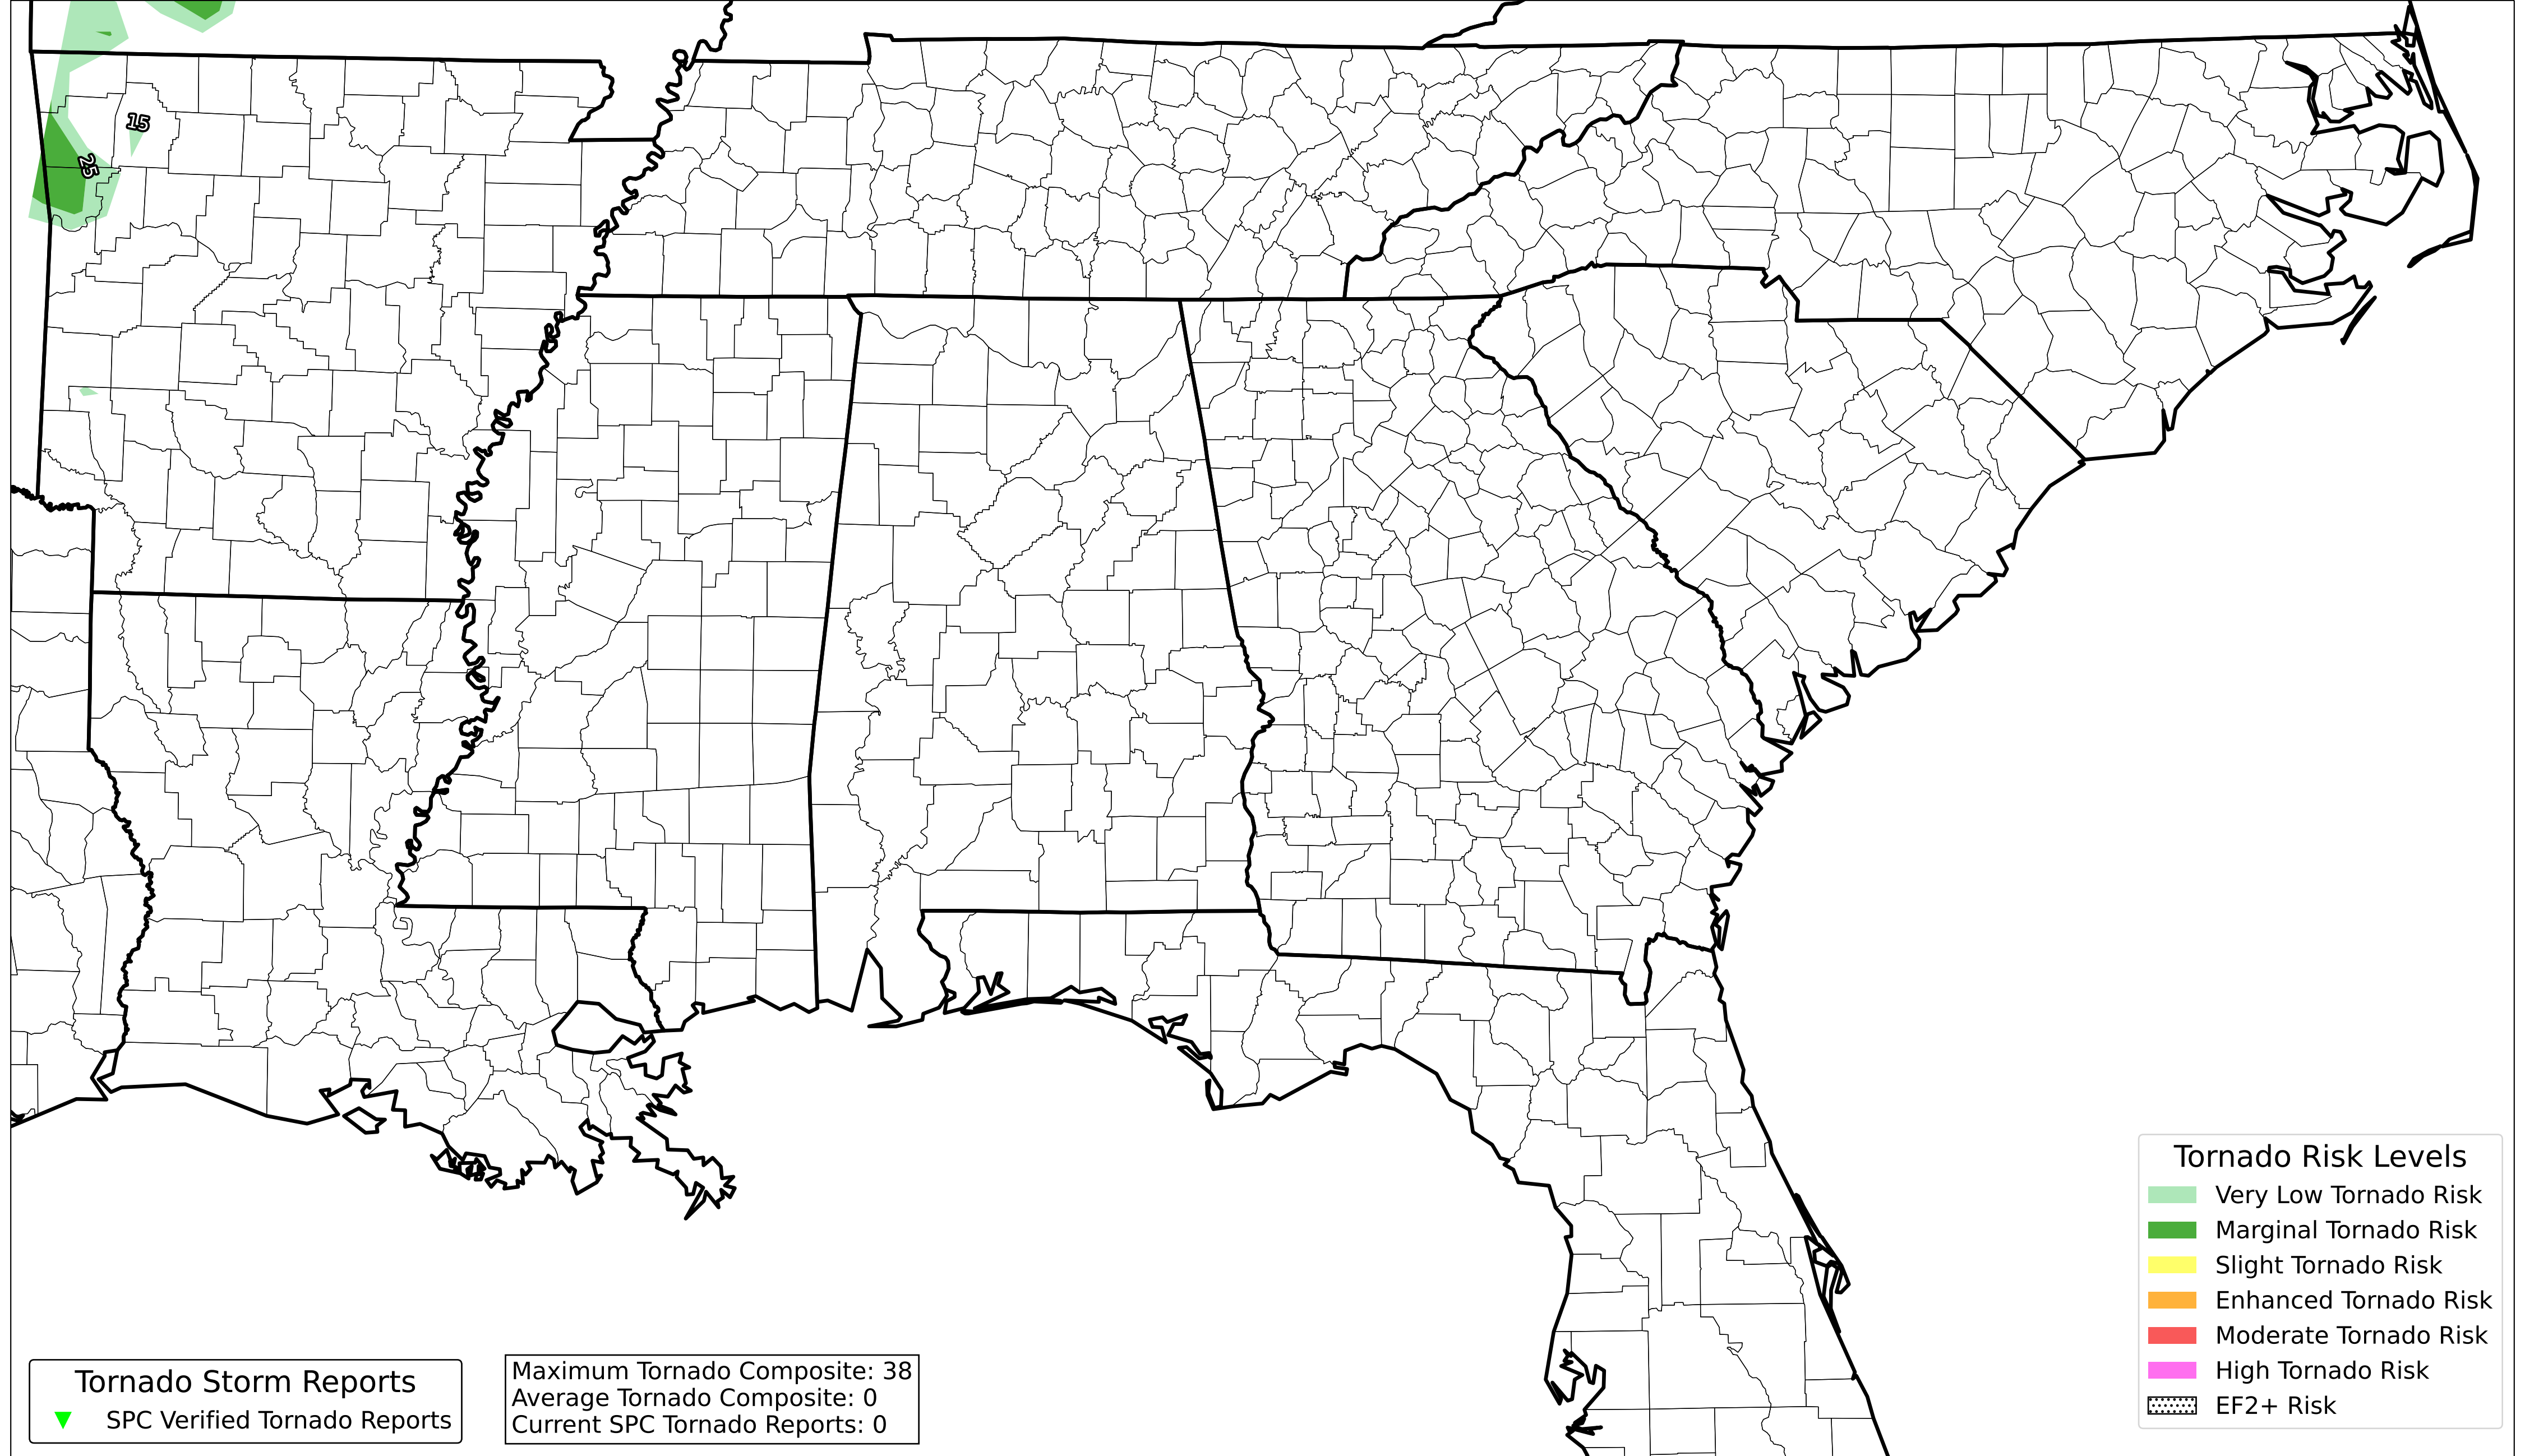 15
25
Tornado Risk Levels
Very Low Tornado Risk
Marginal Tornado Risk
Slight Tornado Risk
Enhanced Tornado Risk
Moderate Tornado Risk
High Tornado Risk
EF2+ Risk
Tornado Storm Reports
SPC Verified Tornado Reports
Maximum Tornado Composite: 38
Average Tornado Composite: 0
Current SPC Tornado Reports: 0